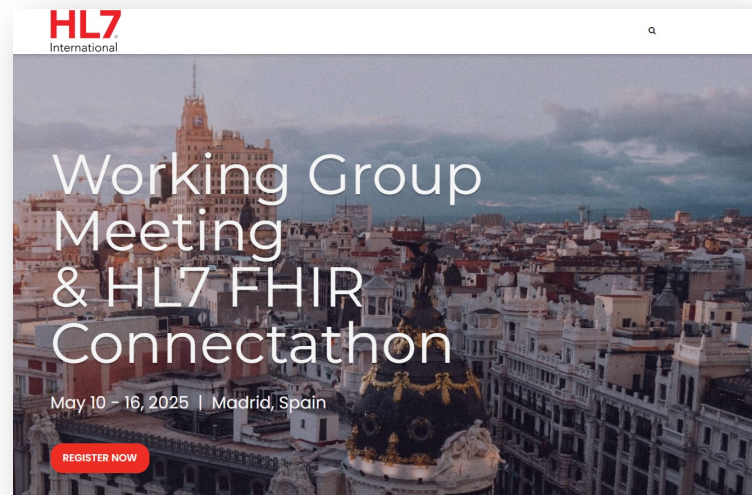 HL7
International
Working Group
Meeting
& HL7 FHIR
Connectathon
May 10 - 16, 2025 | Madrid, Spain
REGISTER NOW